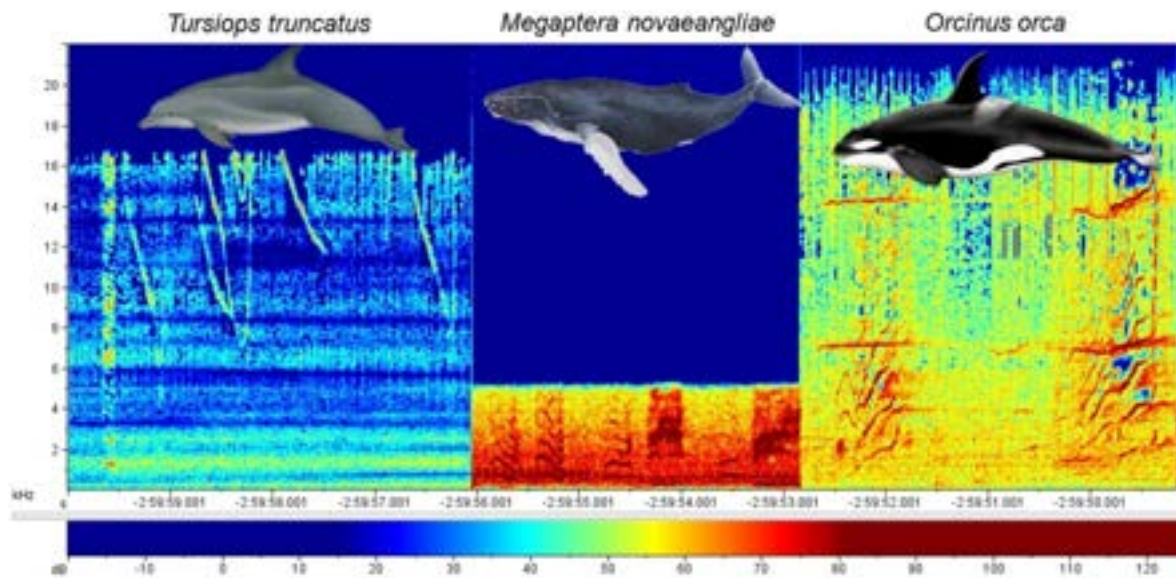 Tursiops truncatus Megaptera novaeangliae Orcinus orca
20
18
16
14
12
10
8
6
4
2
kHz
s -2:59:59.001 -2:59:58.001 -2:59:57.001 -2:59:56.001 -2:59:55.001 -2:59:54.001 -2:59:53.001 -2:59:52.001 -2:59:51.001 -2:59:50.001
dB -10 0 10 20 30 40 50 60 70 80 90 100 110 120